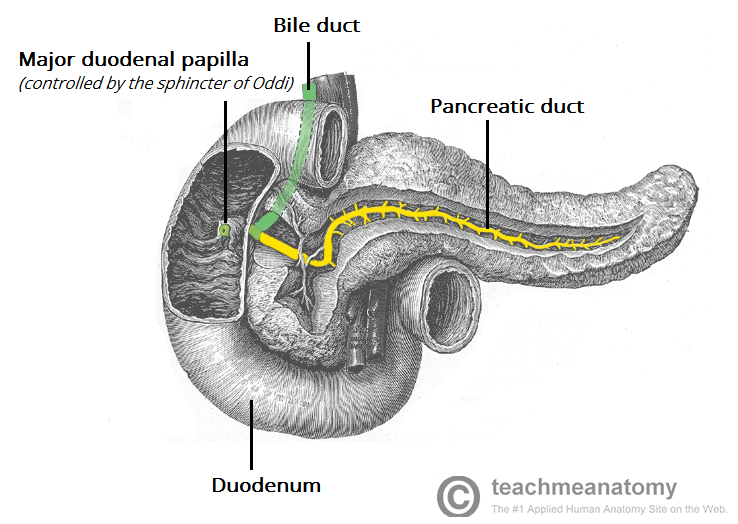 Bile duct
Major duodenal papilla
(controlled by the sphincter of Oddi)
Pancreatic duct
Duodenum
© teachmeanatomy
The #1 Applied Human Anatomy Site on the Web.